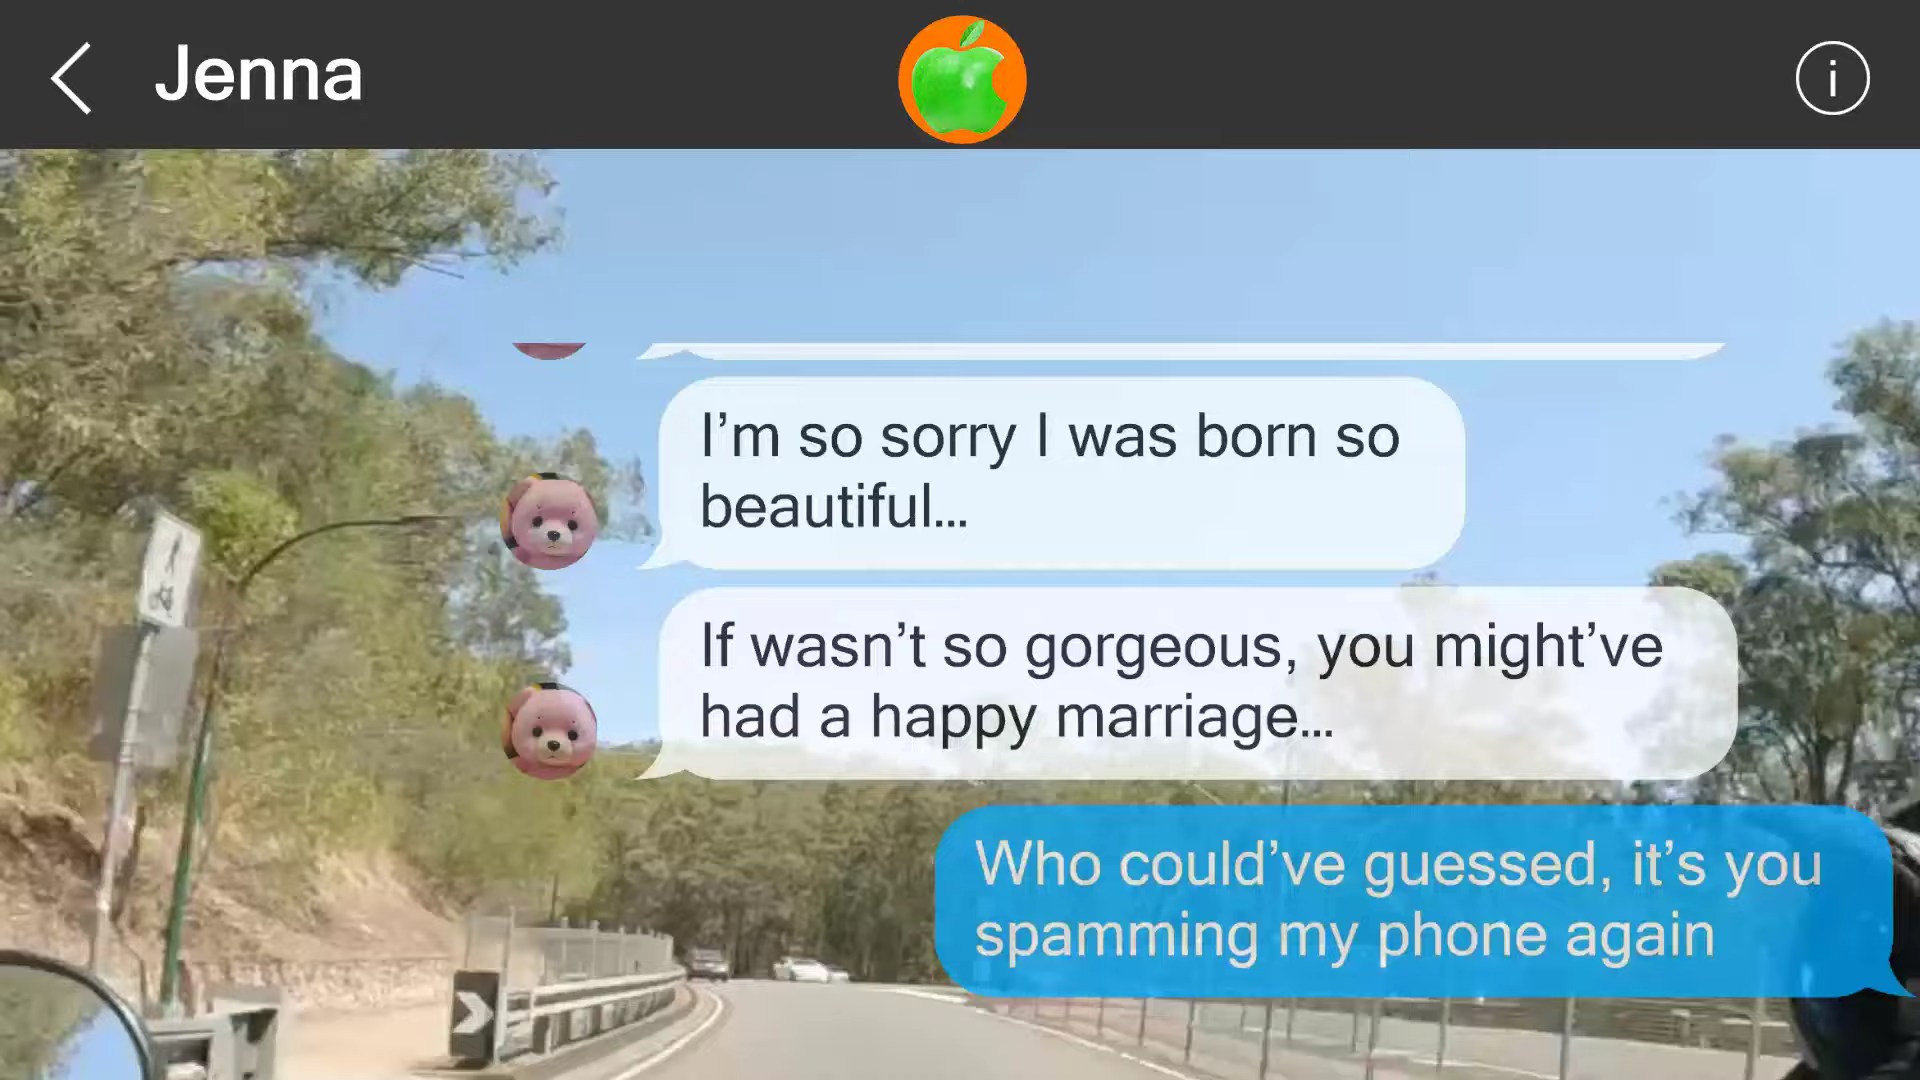 Jenna
i
I’m so sorry I was born so
beautiful...
If wasn’t so gorgeous, you might’ve
had a happy marriage...
Who could’ve guessed, it’s you
spamming my phone again